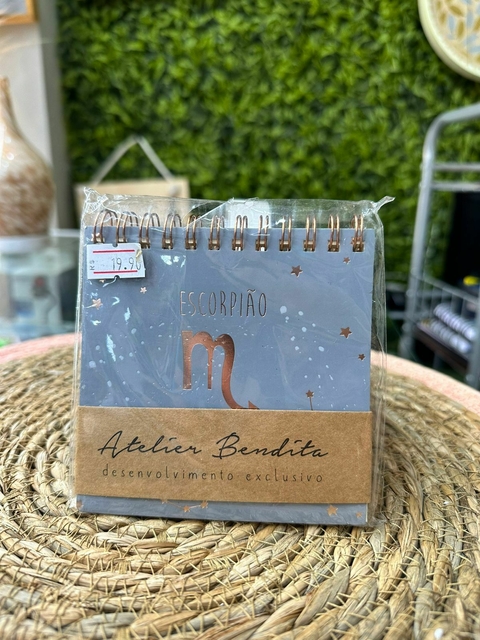 19.90
ESCORPIÃO
Atelier Bendita
desenvolvimento exclusivo